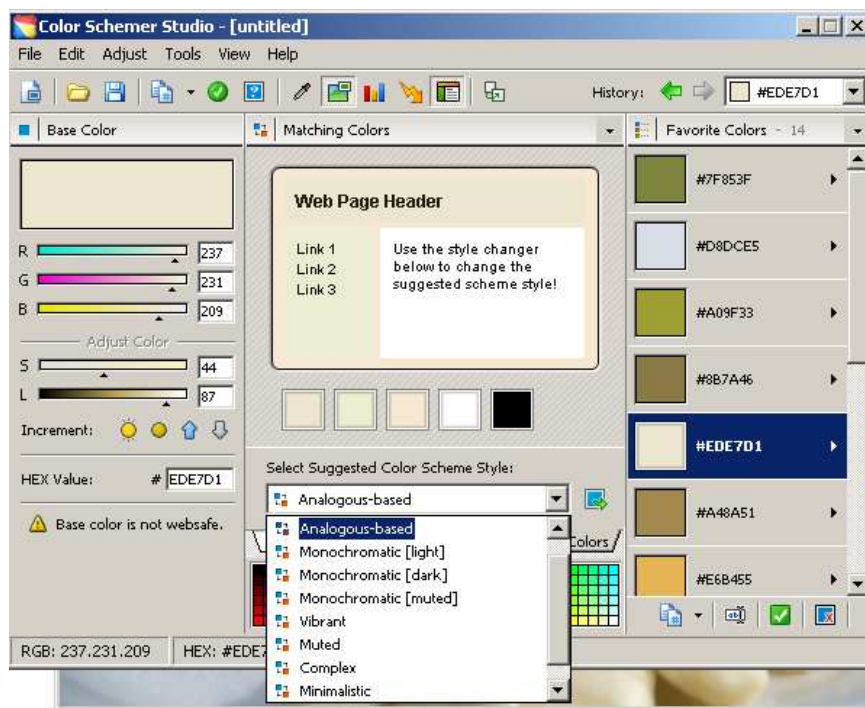 Color Schemer Studio - [untitled]
File Edit Adjust Tools View Help
History: #EDE7D1
Base Color
Matching Colors
Favorite Colors - 14
Web Page Header
Link 1
Link 2
Link 3
Use the style changer
below to change the
suggested scheme style!
R 237
G 231
B 209
Adjust Color
S 44
L 87
Increment:
HEX Value: # EDE7D1
Base color is not websafe.
Select Suggested Color Scheme Style:
Analogous-based
Analogous-based
Monochromatic [light]
Monochromatic [dark]
Monochromatic [muted]
Vibrant
Muted
Complex
Minimalistic
Colors
#7F853F
#D8DCE5
#A09F33
#8B7A46
#EDE7D1
#A48A51
#E6B455
RGB: 237.231.209
HEX: #EDE7